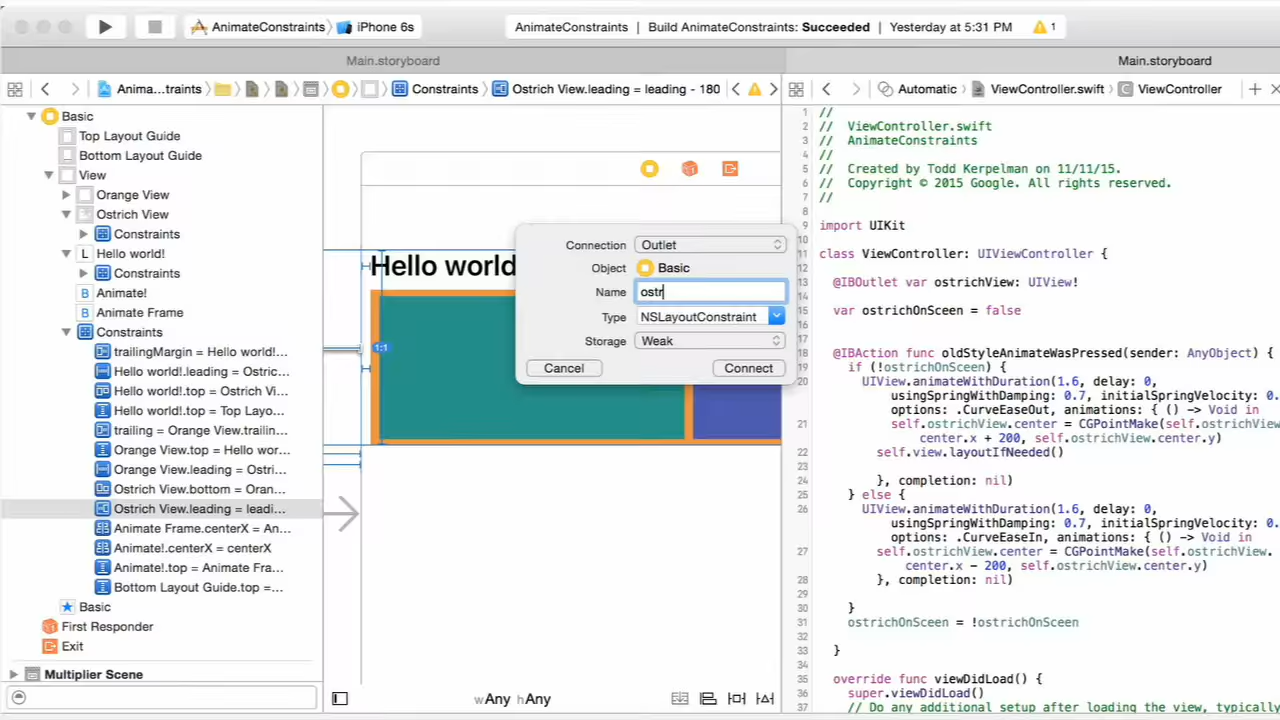 AnimateConstraints iPhone 6s AnimateConstraints | Build AnimateConstraints: Succeeded | Yesterday at 5:31 PM 1
Main.storyboard Main.storyboard
Anima...traints Constraints Ostrich View.leading = leading - 180 Automatic ViewController.swift ViewController
Basic
Top Layout Guide
Bottom Layout Guide
View
Orange View
Ostrich View
Constraints
Hello world!
Constraints
Animate!
Animate Frame
Constraints
trailingMargin = Hello world!...
Hello world!.leading = Ostric...
Hello world!.top = Ostrich Vi...
Hello world!.top = Top Layo...
trailing = Orange View.trailin...
Orange View.top = Hello wor...
Orange View.leading = Ostri...
Ostrich View.bottom = Oran...
Ostrich View.leading = leadi...
Animate Frame.centerX = An...
Animate!.centerX = centerX
Animate!.top = Animate Fra...
Bottom Layout Guide.top =...
Basic
First Responder
Exit
Multiplier Scene
Hello world
1:1
Connection Outlet
Object Basic
Name ostr
Type NSLayoutConstraint
Storage Weak
Cancel Connect
wAny hAny
1 //
2 // ViewController.swift
3 // AnimateConstraints
4 //
5 // Created by Todd Kerpelman on 11/11/15.
6 // Copyright © 2015 Google. All rights reserved.
7 //
8
9 import UIKit
10
11 class ViewController: UIViewController {
12
13 @IBOutlet var ostrichView: UIView!
14
15 var ostrichOnSceen = false
16
17
18 @IBAction func oldStyleAnimateWasPressed(sender: AnyObject) {
19 if (!ostrichOnSceen) {
20 UIView.animateWithDuration(1.6, delay: 0,
usingSpringWithDamping: 0.7, initialSpringVelocity: 0.
options: .CurveEaseOut, animations: { () -> Void in
21 self.ostrichView.center = CGPointMake(self.ostrichView
center.x + 200, self.ostrichView.center.y)
22 self.view.layoutIfNeeded()
23
24 }, completion: nil)
25 } else {
26 UIView.animateWithDuration(1.6, delay: 0,
usingSpringWithDamping: 0.7, initialSpringVelocity: 0.
options: .CurveEaseIn, animations: { () -> Void in
27 self.ostrichView.center = CGPointMake(self.ostrichView.
center.x - 200, self.ostrichView.center.y)
28 }, completion: nil)
29
30 }
31 ostrichOnSceen = !ostrichOnSceen
32
33 }
34
35 override func viewDidLoad() {
36 super.viewDidLoad()
37 // Do any additional setup after loading the view, typically